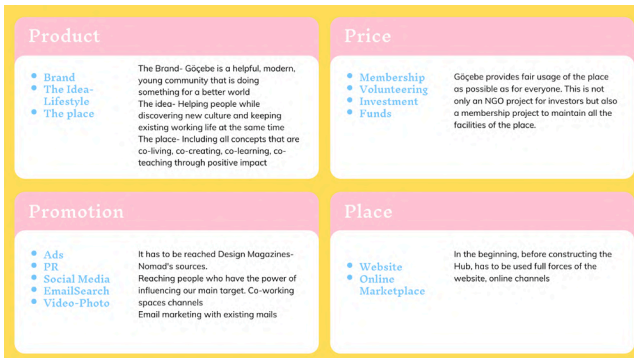 Product
Brand
The Idea-
Lifestyle
The place
The Brand- Göçebe is a helpful, modern,
young community that is doing
something for a better world
The idea- Helping people while
discovering new culture and keeping
existing working life at the same time
The place- Including all concepts that are
co-living, co-creating, co-learning, co-
teaching through positive impact
Price
Membership
Volunteering
Investment
Funds
Göçebe provides fair usage of the place
as possible as for everyone. This is not
only an NGO project for investors but also
a membership project to maintain all the
facilities of the place.
Promotion
Ads
PR
Social Media
EmailSearch
Video-Photo
It has to be reached Design Magazines-
Nomad's sources.
Reaching people who have the power of
influencing our main target. Co-working
spaces channels
Email marketing with existing mails
Place
Website
Online
Marketplace
In the beginning, before constructing the
Hub, has to be used full forces of the
website, online channels